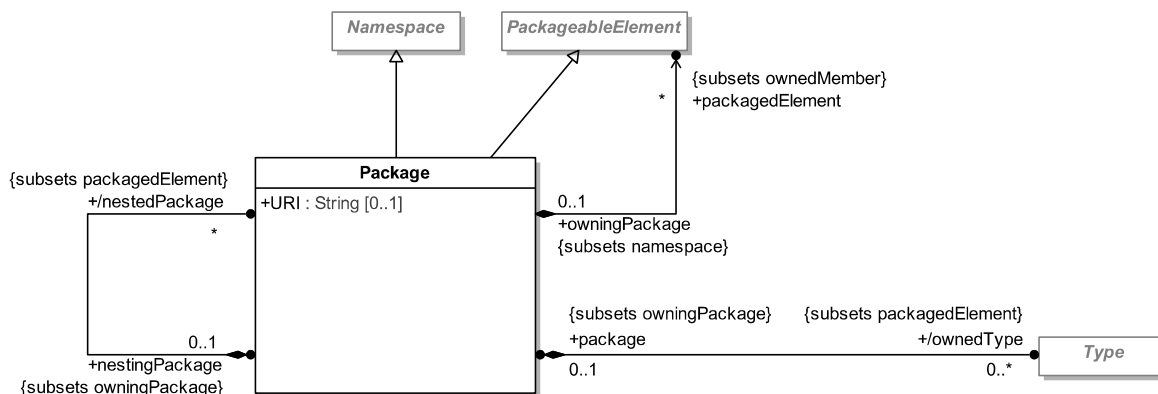 Namespace
PackageableElement
{subsets ownedMember}
*
+packagedElement
Package
{subsets packagedElement}
+/nestedPackage
+URI : String [0..1]
0..1
*
+owningPackage
{subsets namespace}
{subsets owningPackage}
{subsets packagedElement}
0..1
+package
+/ownedType
Type
+nestingPackage
0..1
0..*
{subsets owningPackage}